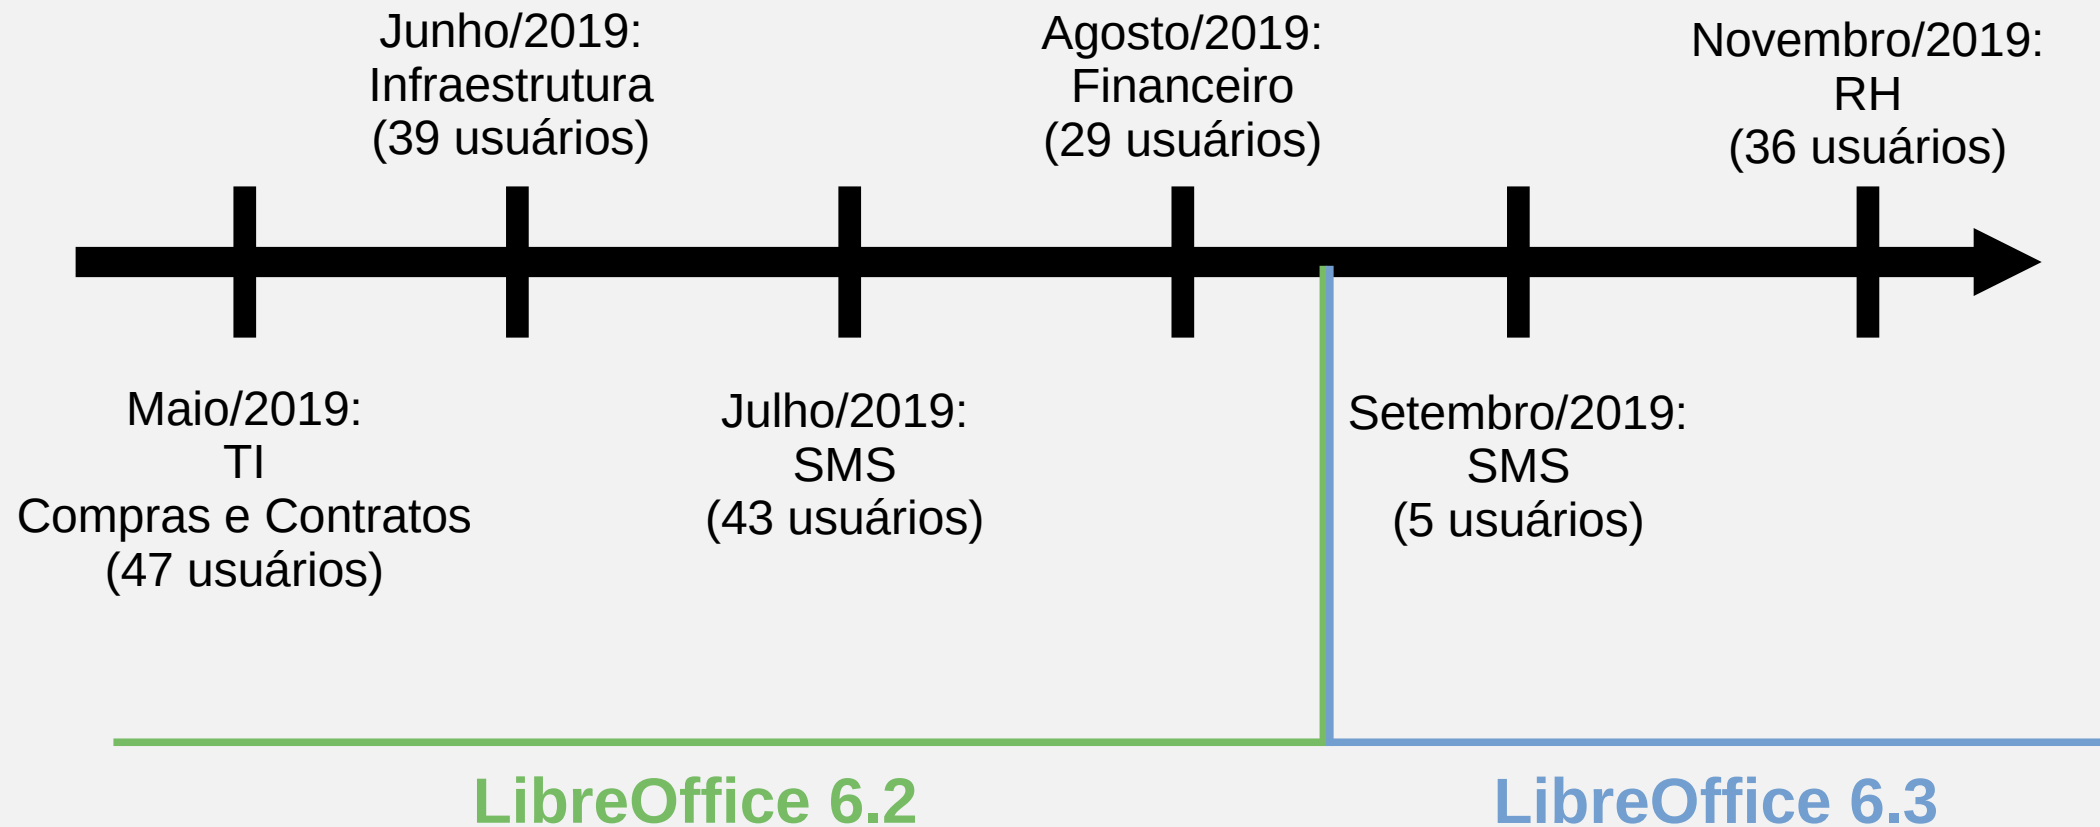 Junho/2019:
Infraestrutura
(39 usuários)
Agosto/2019:
Financeiro
(29 usuários)
Novembro/2019:
RH
(36 usuários)
Maio/2019:
TI
Compras e Contratos
(47 usuários)
Julho/2019:
SMS
(43 usuários)
Setembro/2019:
SMS
(5 usuários)
LibreOffice 6.2
LibreOffice 6.3